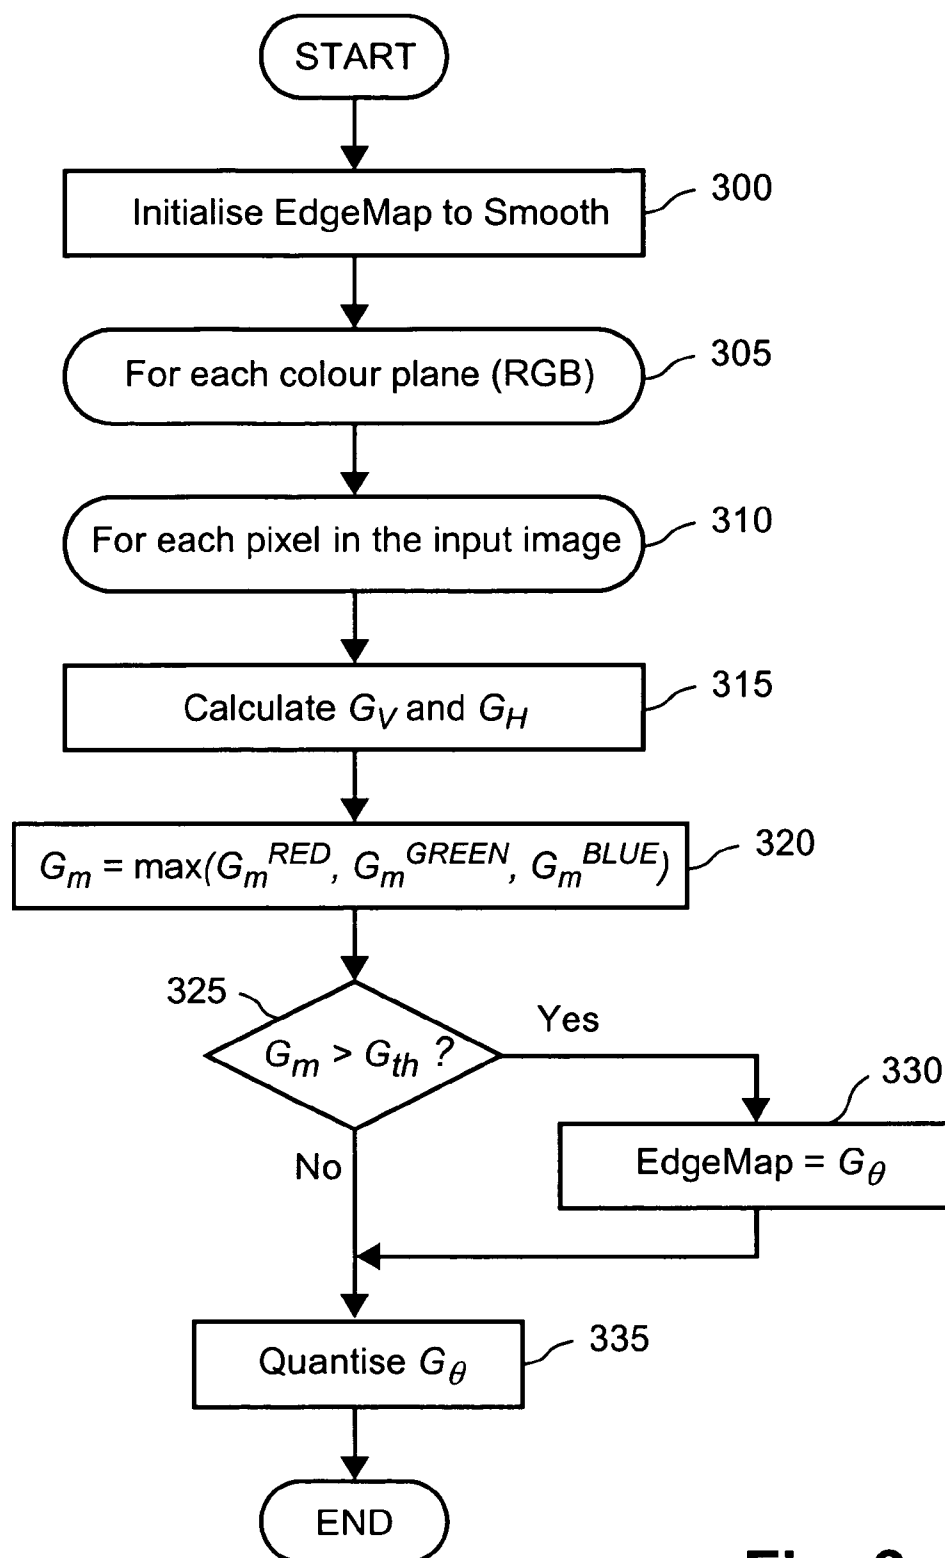 START
Initialise EdgeMap to Smooth
300
For each colour plane (RGB)
305
For each pixel in the input image
310
Calculate G_V and G_H
315
G_m = max(G_m^RED, G_m^GREEN, G_m^BLUE)
320
325
G_m > G_th ?
Yes
No
330
EdgeMap = G_θ
Quantise G_θ
335
END